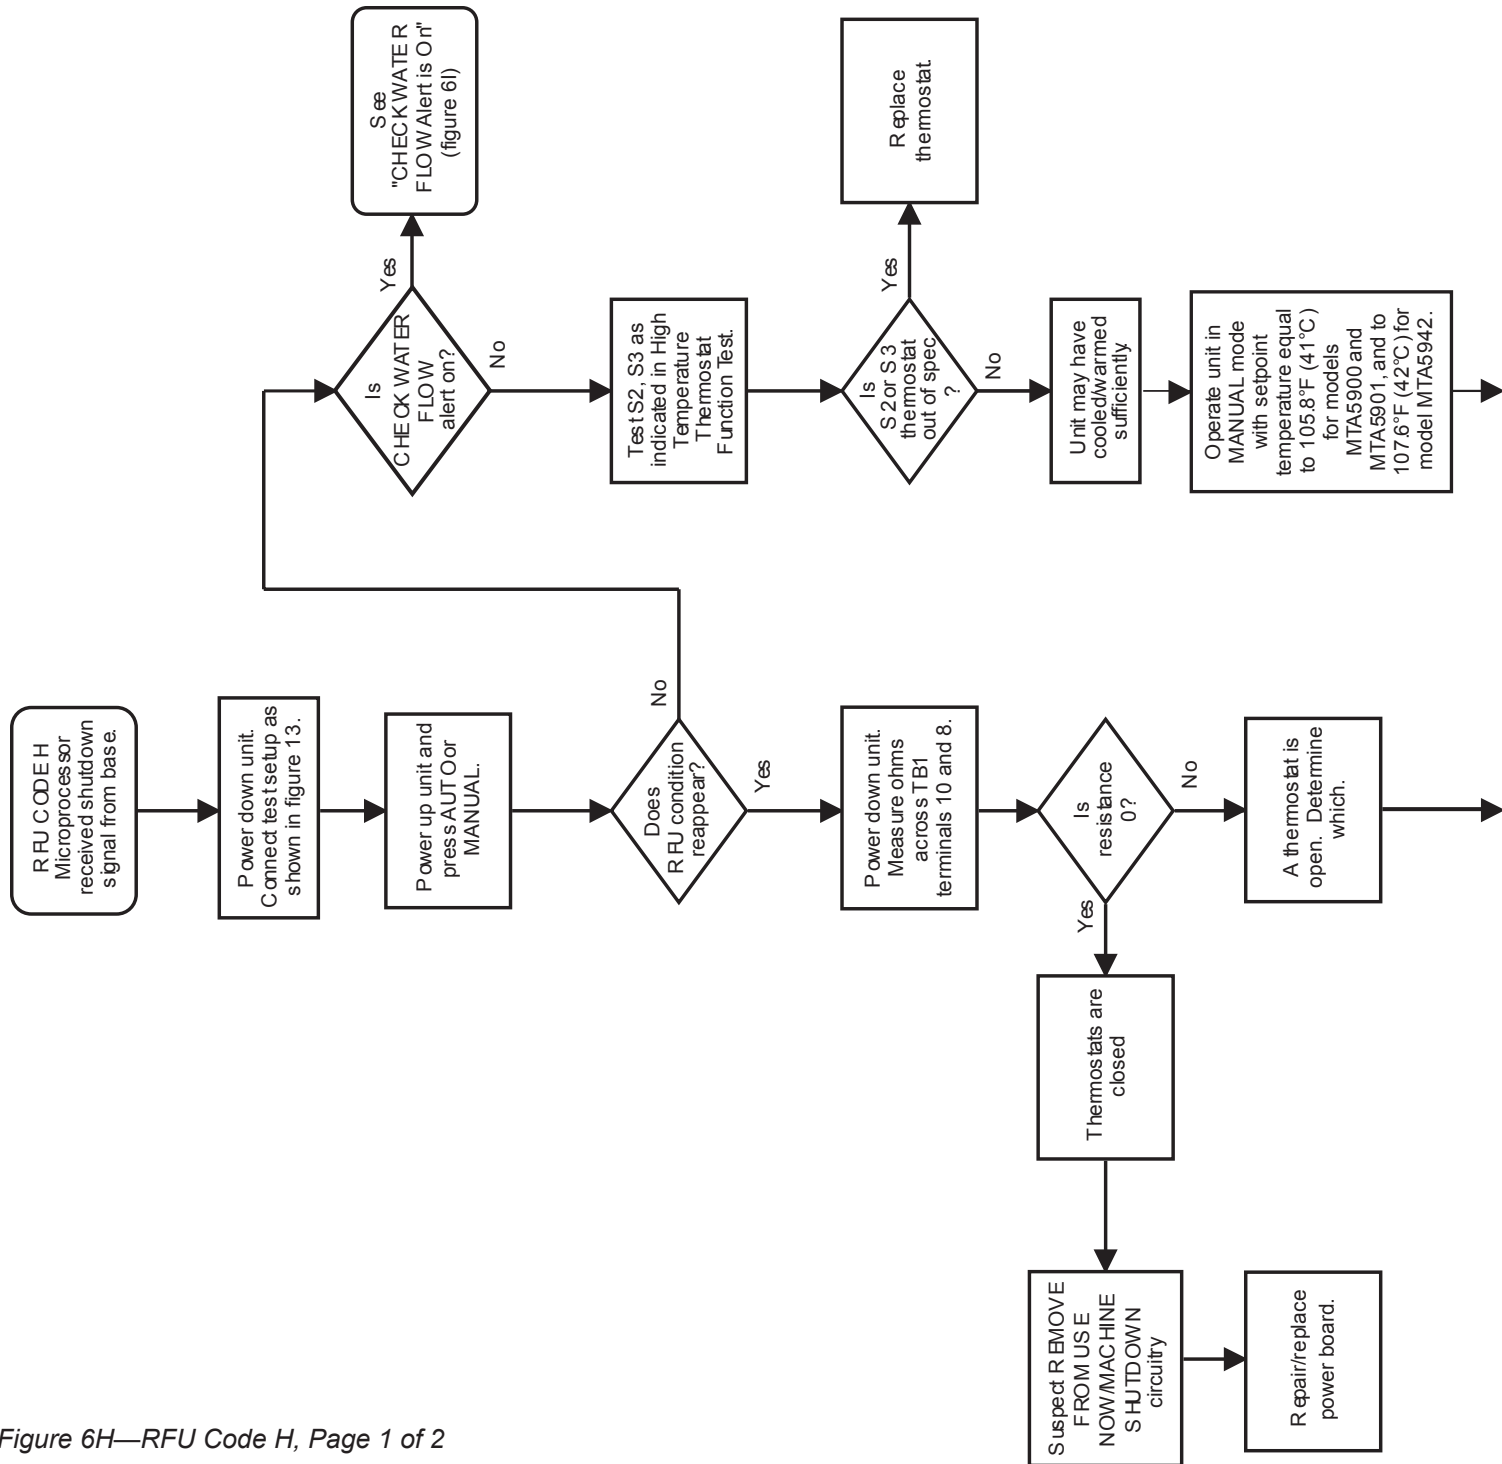 RFU CODE H
Microprocessor
received shutdown
signal from base.
Power down unit.
Connect test setup as
shown in figure 13.
Power up unit and
press AUTO or
MANUAL.
Does
RFU condition
reappear?
No
Yes
Is
CHECK WATER
FLOW
alert on?
Yes
See
"CHECK WATER
FLOW Alert is On"
(figure 6I)
No
Test S2, S3 as
indicated in High
Temperature
Thermostat
Function Test.
Is
S2 or S3
thermostat
out of spec
?
Yes
Replace
thermostat.
No
Unit may have
cooled/warmed
sufficiently.
Operate unit in
MANUAL mode
with setpoint
temperature equal
to 105.8°F (41°C)
for models
MTA5900 and
MTA5901, and to
107.6°F (42°C) for
model MTA5942.
Power down unit.
Measure ohms
across TB1
terminals 10 and 8.
Is
resistance
0?
No
A thermostat is
open. Determine
which.
Yes
Thermostats are
closed
Suspect REMOVE
FROM USE
NOW/MACHINE
SHUTDOWN
circuitry
Repair/replace
power board.
Figure 6H—RFU Code H, Page 1 of 2